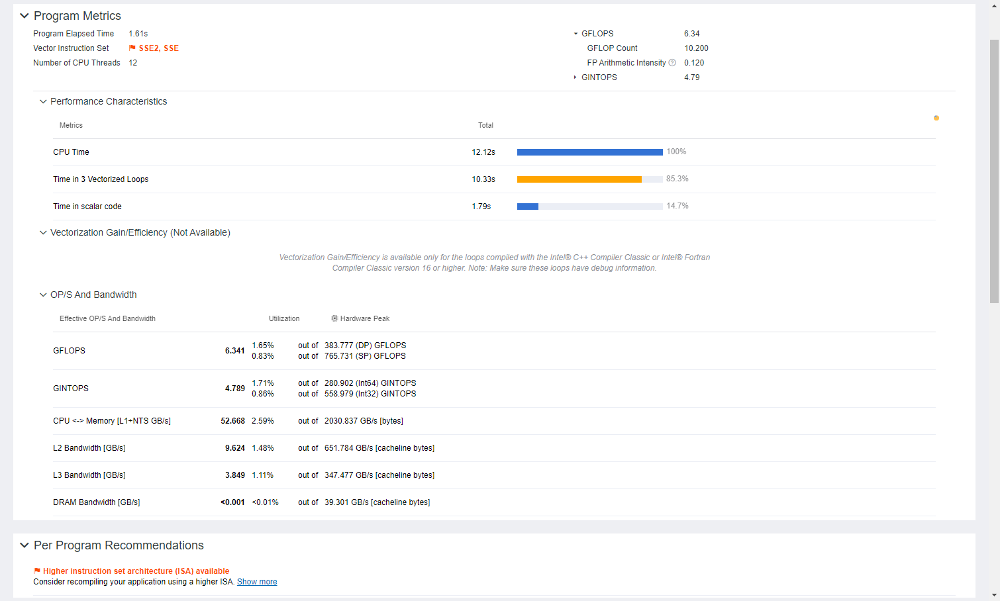 Program Metrics
Program Elapsed Time 1.61s
Vector Instruction Set SSE2, SSE
Number of CPU Threads 12
GFLOPS 6.34
GFLOP Count 10.200
FP Arithmetic Intensity 0.120
GINTOPS 4.79
Performance Characteristics
Metrics Total
CPU Time 12.12s 100%
Time in 3 Vectorized Loops 10.33s 85.3%
Time in scalar code 1.79s 14.7%
Vectorization Gain/Efficiency (Not Available)
Vectorization Gain/Efficiency is available only for the loops compiled with the Intel® C++ Compiler Classic or Intel® Fortran
Compiler Classic version 16 or higher. Note: Make sure these loops have debug information.
OP/S And Bandwidth
Effective OP/S And Bandwidth Utilization Hardware Peak
GFLOPS 6.341 1.65% out of 383.777 (DP) GFLOPS
0.83% out of 765.731 (SP) GFLOPS
GINTOPS 4.789 1.71% out of 280.902 (Int64) GINTOPS
0.86% out of 558.979 (Int32) GINTOPS
CPU <-> Memory [L1+NTS GB/s] 52.668 2.59% out of 2030.837 GB/s [bytes]
L2 Bandwidth [GB/s] 9.624 1.48% out of 651.784 GB/s [cacheline bytes]
L3 Bandwidth [GB/s] 3.849 1.11% out of 347.477 GB/s [cacheline bytes]
DRAM Bandwidth [GB/s] <0.001 <0.01% out of 39.301 GB/s [cacheline bytes]
Per Program Recommendations
Higher instruction set architecture (ISA) available
Consider recompiling your application using a higher ISA. Show more